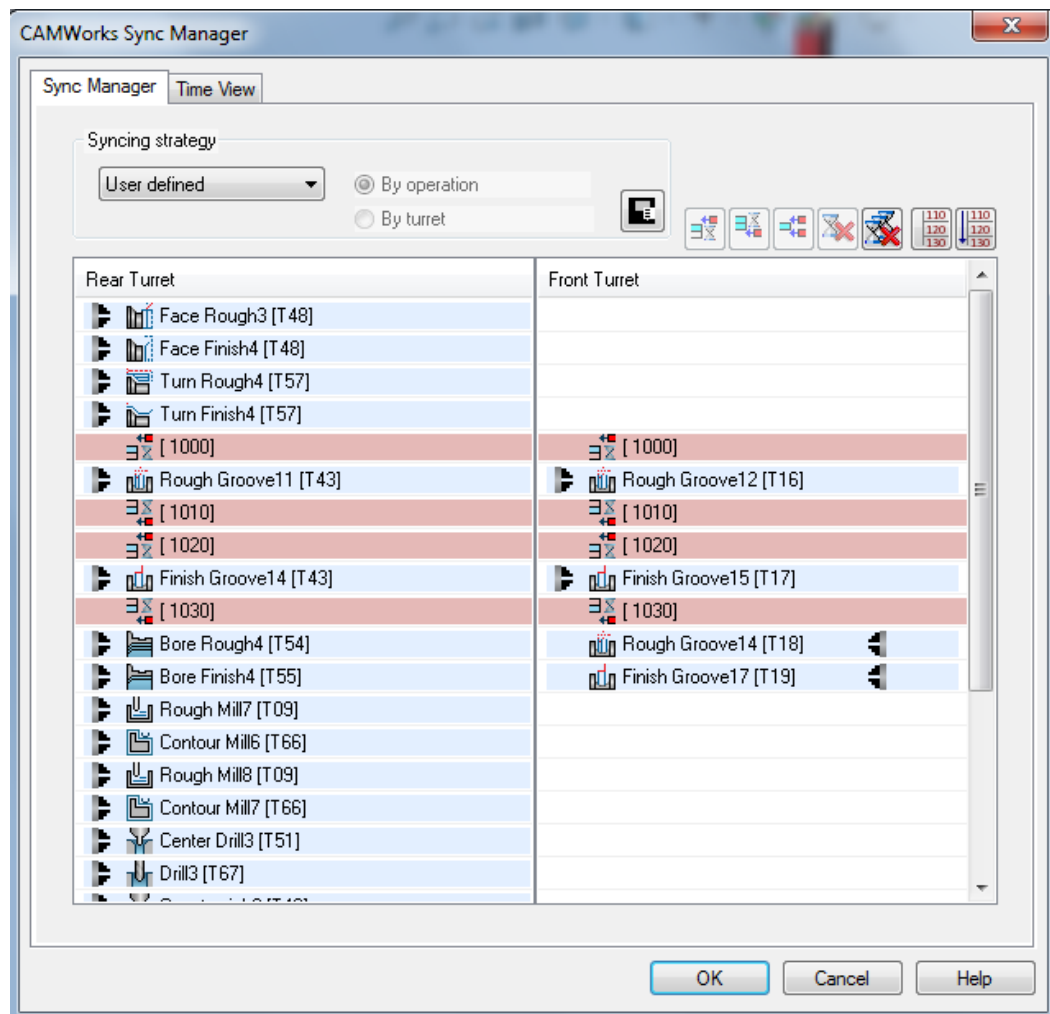 CAMWorks Sync Manager
Sync Manager Time View
Syncing strategy
User defined
By operation
By turret
110 110
120 120
130 130
Rear Turret Front Turret
Face Rough3 [T48]
Face Finish4 [T48]
Turn Rough4 [T57]
Turn Finish4 [T57]
[ 1000] [ 1000]
Rough Groove11 [T43] Rough Groove12 [T16]
[ 1010] [ 1010]
[ 1020] [ 1020]
Finish Groove14 [T43] Finish Groove15 [T17]
[ 1030] [ 1030]
Bore Rough4 [T54] Rough Groove14 [T18]
Bore Finish4 [T55] Finish Groove17 [T19]
Rough Mill7 [T09]
Contour Mill6 [T66]
Rough Mill8 [T09]
Contour Mill7 [T66]
Center Drill3 [T51]
Drill3 [T67]
OK Cancel Help